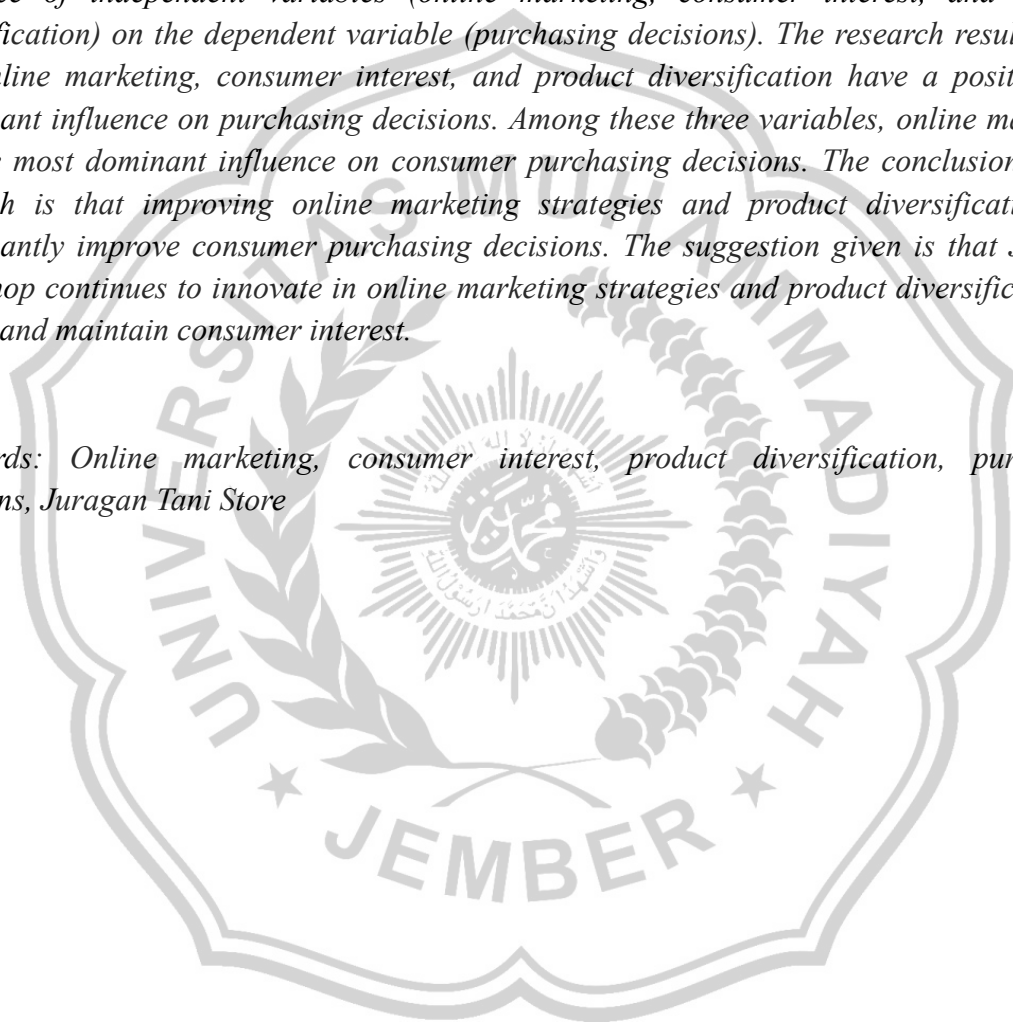 of independent variables (online marketing, consumer interest, and
fication) on the dependent variable (purchasing decisions). The research resul
nline marketing, consumer interest, and product diversification have a posit
ant influence on purchasing decisions. Among these three variables, online ma
e most dominant influence on consumer purchasing decisions. The conclusion
h is that improving online marketing strategies and product diversificati
antly improve consumer purchasing decisions. The suggestion given is that J
hop continues to innovate in online marketing strategies and product diversific
and maintain consumer interest.
rds: Online marketing, consumer interest, product diversification, pur
ns, Juragan Tani Store
UNIVERSITAS MUHAMMADIYAH
JEMBER